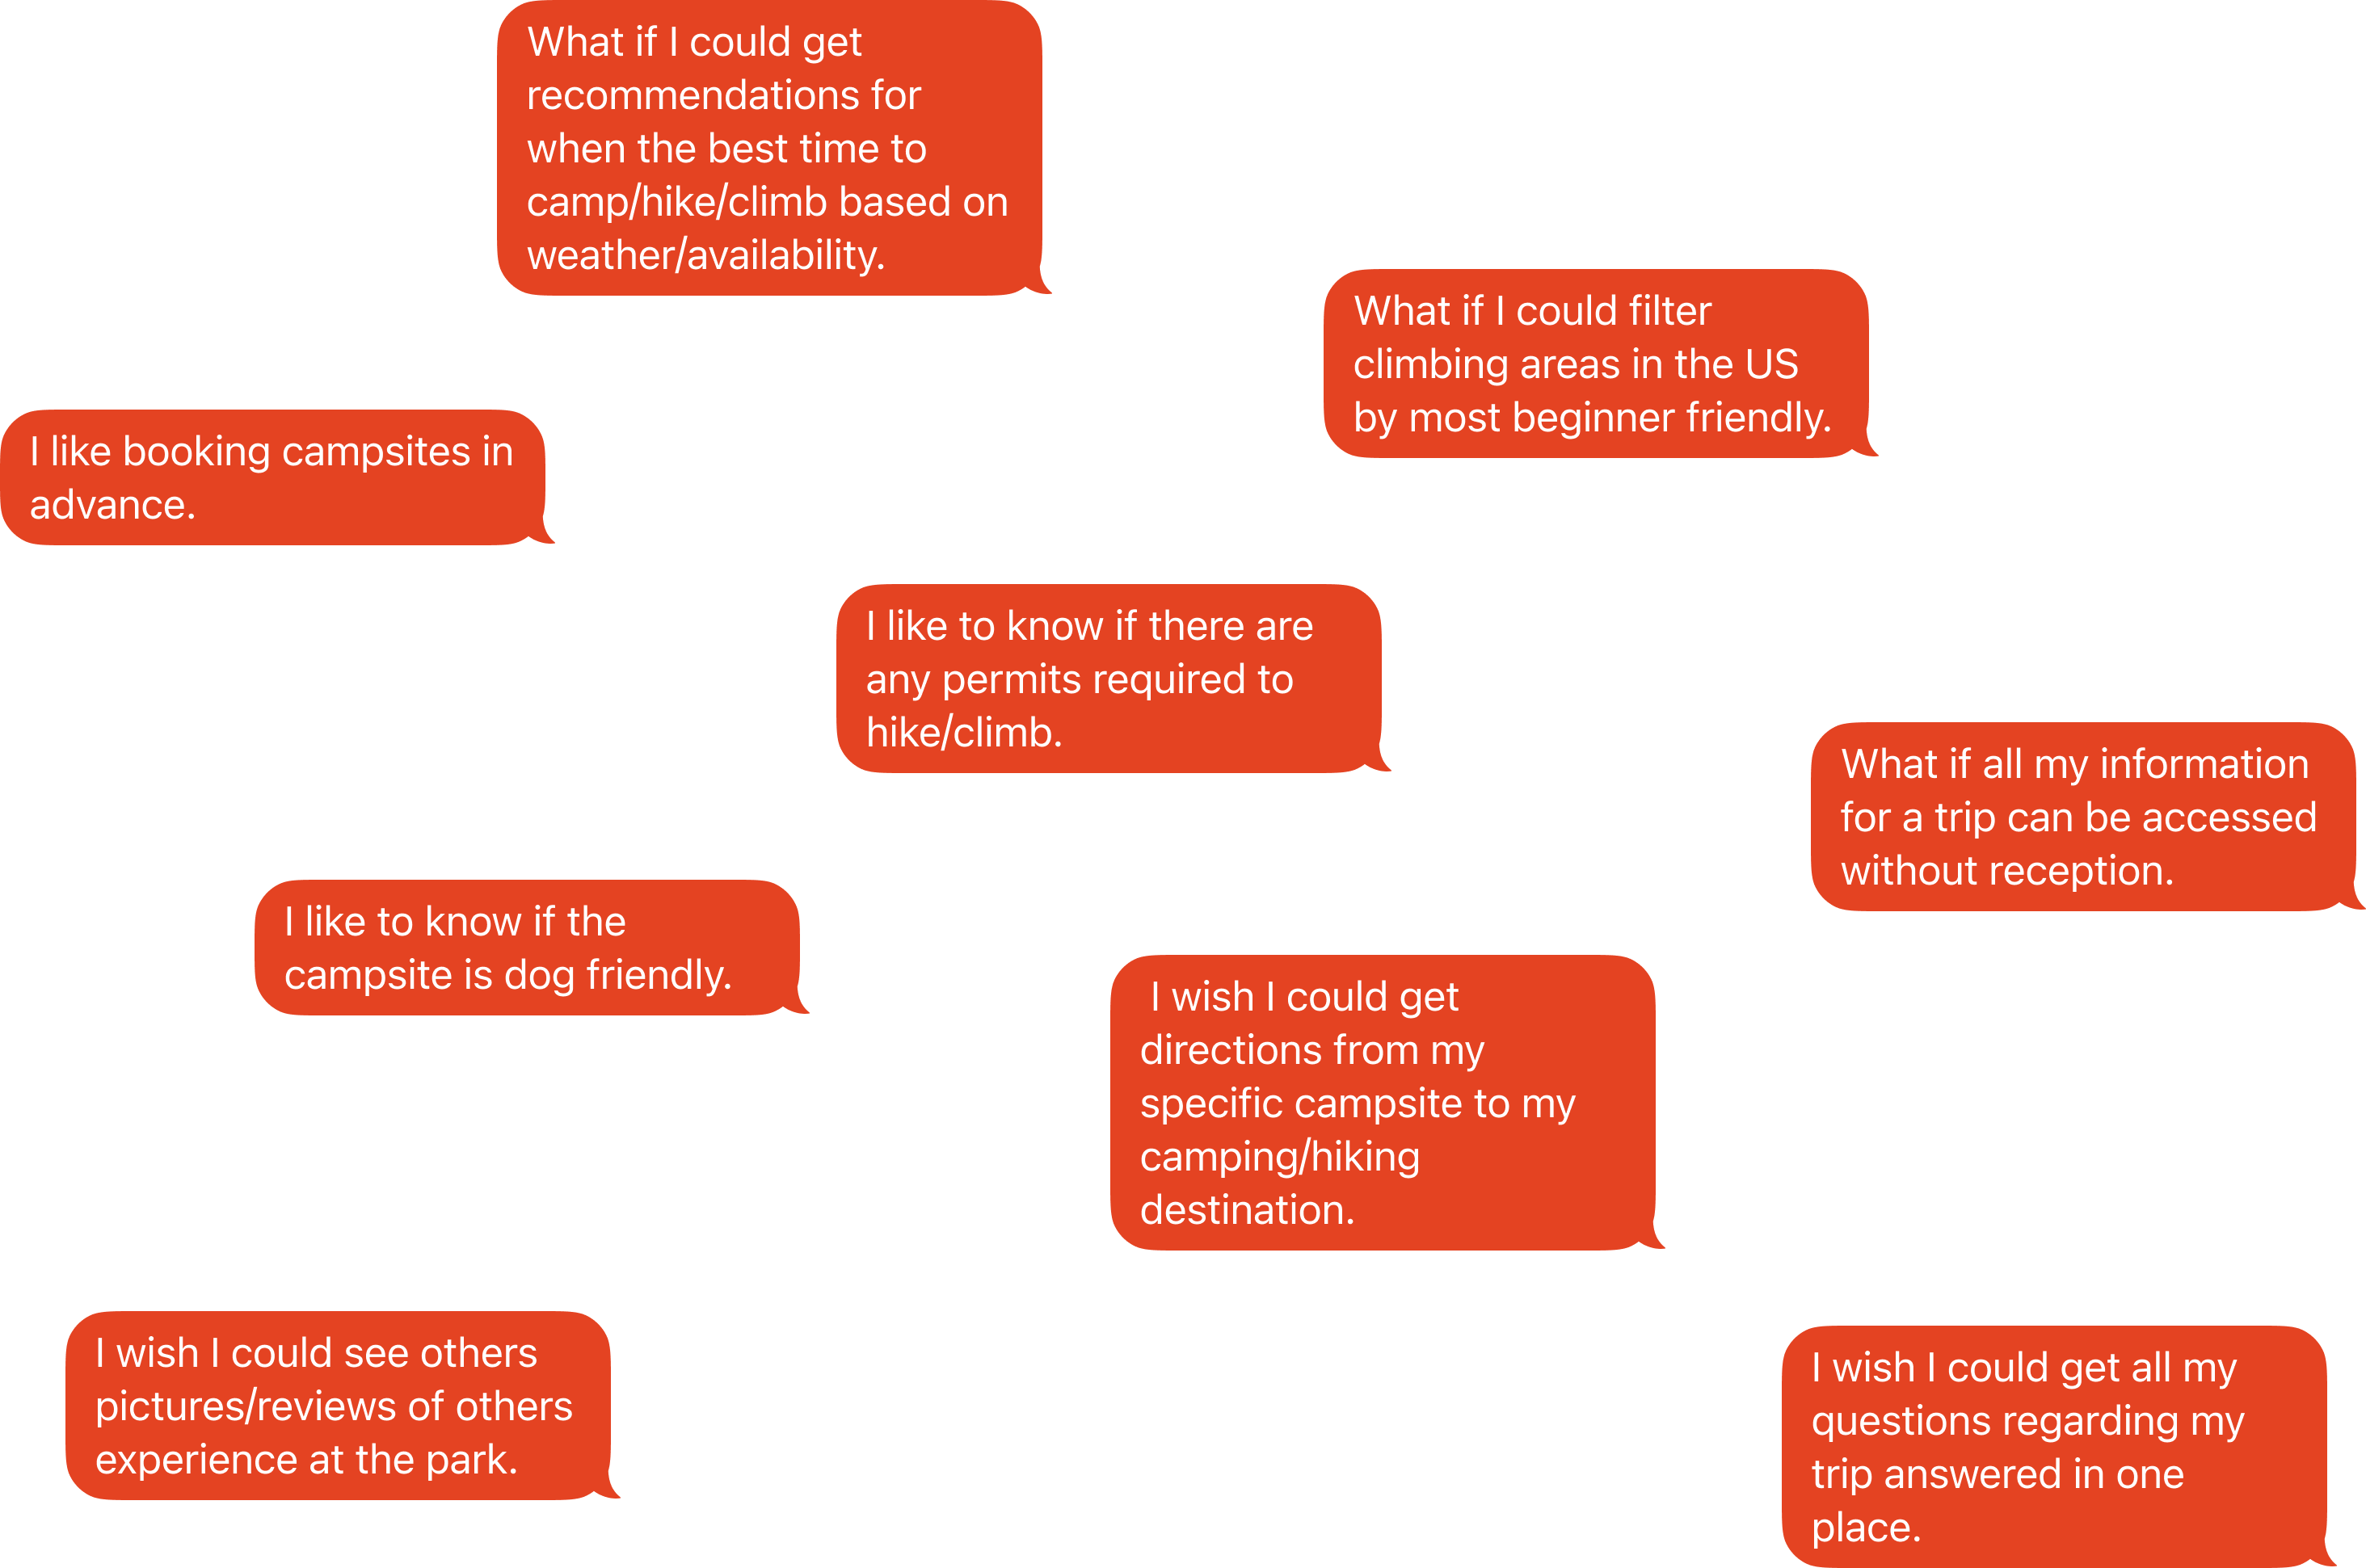 What if I could get
recommendations for
when the best time to
camp/hike/climb based on
weather/availability.
What if I could filter
climbing areas in the US
by most beginner friendly.
I like booking campsites in
advance.
I like to know if there are
any permits required to
hike/climb.
What if all my information
for a trip can be accessed
without reception.
I like to know if the
campsite is dog friendly.
I wish I could get
directions from my
specific campsite to my
camping/hiking
destination.
I wish I could see others
pictures/reviews of others
experience at the park.
I wish I could get all my
questions regarding my
trip answered in one
place.